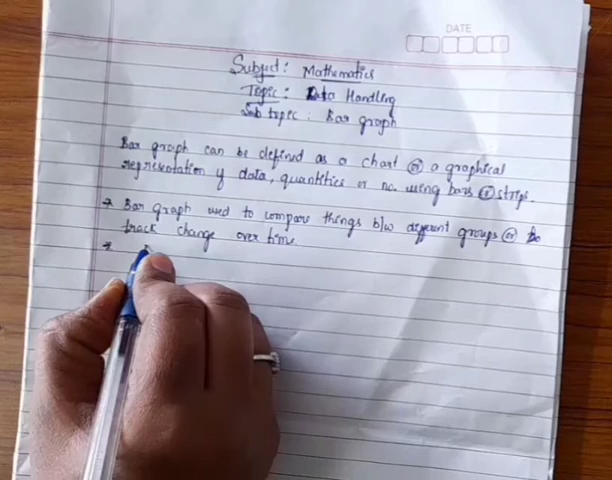 DATE
Subject: Mathematics
Topic: Data Handling
Sub topic: Bar graph
Bar graph can be defined as a chart or a graphical
representation of data, quantities or no. using bars or strips.
→ Bar graph used to compare things b/w different groups or to
track change over time.